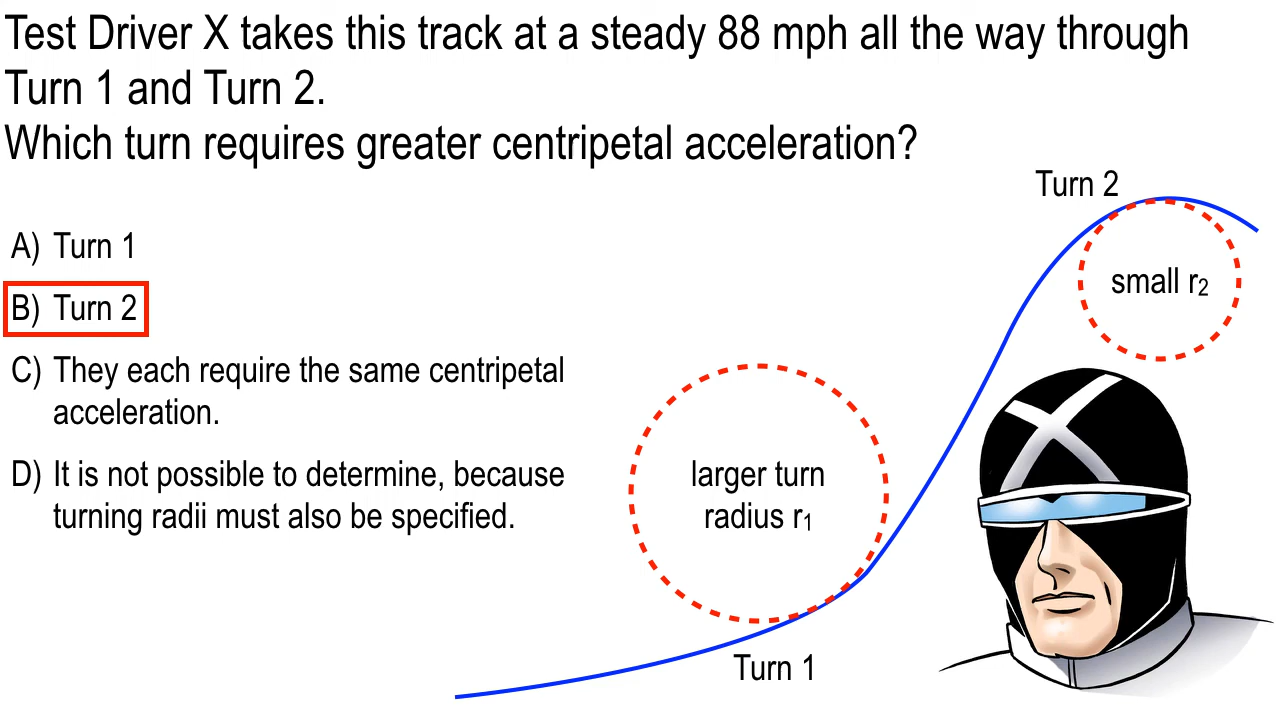 Test Driver X takes this track at a steady 88 mph all the way through
Turn 1 and Turn 2.
Which turn requires greater centripetal acceleration?
Turn 2
A) Turn 1
B) Turn 2
small r2
C) They each require the same centripetal
acceleration.
D) It is not possible to determine, because
turning radii must also be specified.
larger turn
radius r1
Turn 1